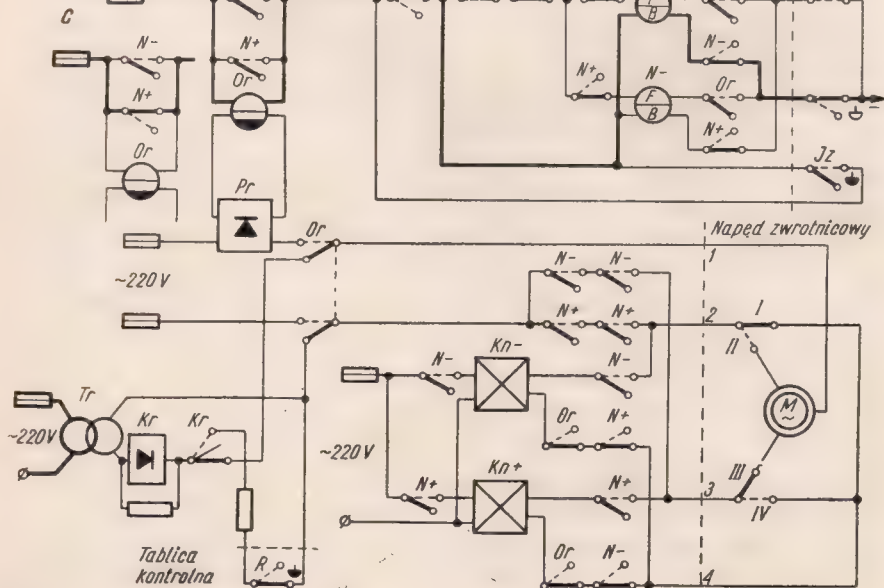 C
N-
N+
N+
Or
Or
Pr
F
B
N-
N+
N-
F
B
Or
N+
Jz
Napęd zwrotnicowy
Or
~220V
1
N-
N-
N+
N+
2
I
II
Kn-
N-
N-
Or
N+
M
~
Tr
~220V
Kr
Kr
~220V
N+
Kn+
N+
3
III
IV
Or
N-
4
Tablica
kontrolna
R